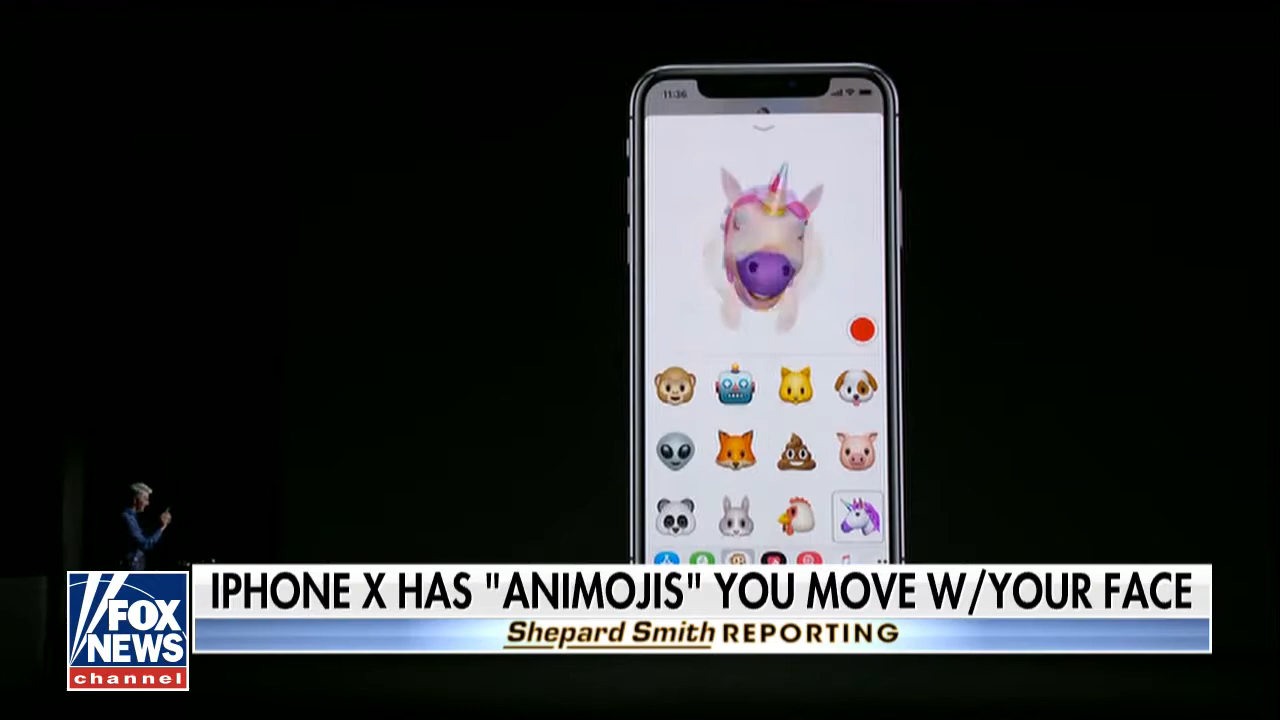 11:36
IPHONE X HAS "ANIMOJIS" YOU MOVE W/YOUR FACE
Shepard Smith REPORTING
FOX
NEWS
channel